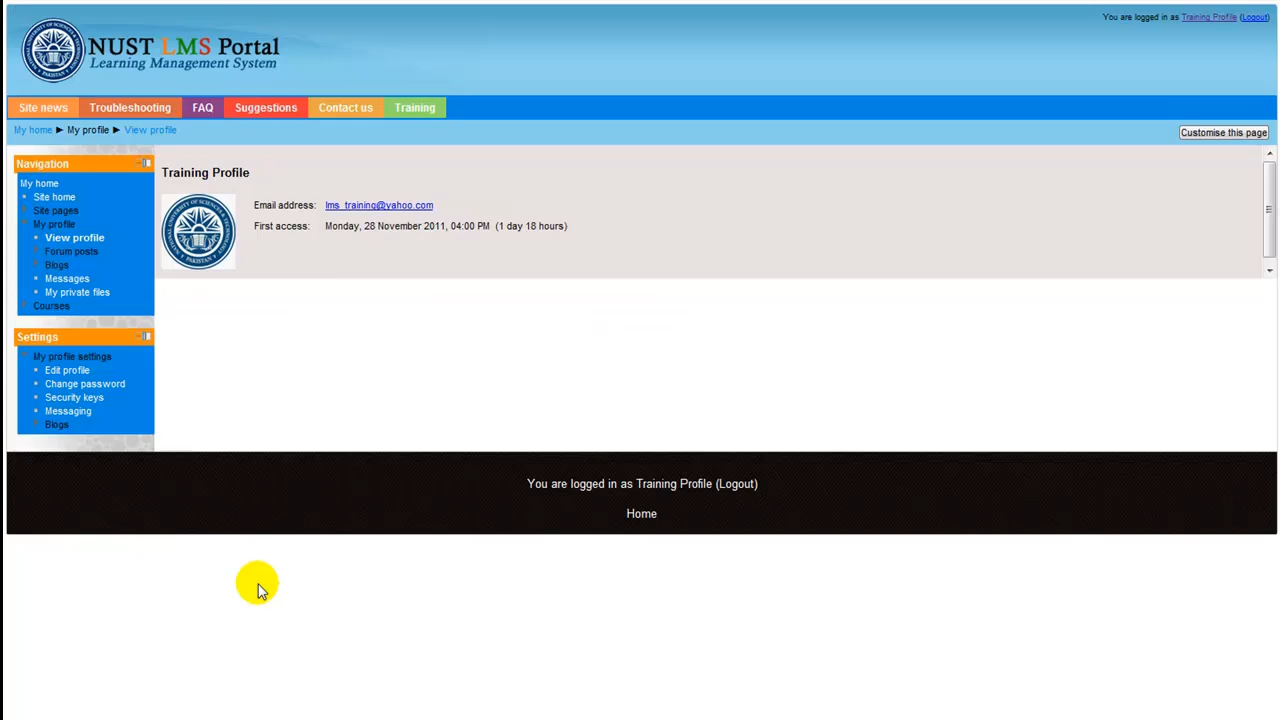 You are logged in as Training Profile (Logout)
NUST LMS Portal
Learning Management System
Site news Troubleshooting FAQ Suggestions Contact us Training
My home ► My profile ► View profile
Customise this page
Navigation
My home
Site home
Site pages
My profile
View profile
Forum posts
Blogs
Messages
My private files
Courses
Settings
My profile settings
Edit profile
Change password
Security keys
Messaging
Blogs
Training Profile
Email address: lms_training@yahoo.com
First access: Monday, 28 November 2011, 04:00 PM (1 day 18 hours)
You are logged in as Training Profile (Logout)
Home